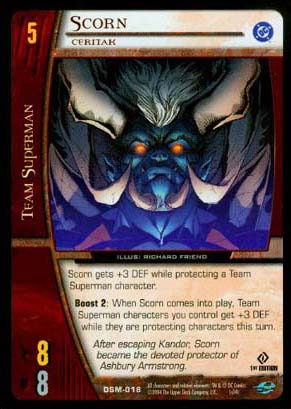 5
SCORN
CERITAK
DC
TEAM SUPERMAN
ILLUS: RICHARD FRIEND
Scorn gets +3 DEF while protecting a Team
Superman character.
Boost 2: When Scorn comes into play, Team
Superman characters you control get +3 DEF
while they are protecting characters this turn.
After escaping Kandor, Scorn
became the devoted protector of
Ashbury Armstrong.
8
8
DSM-018
1ST EDITION